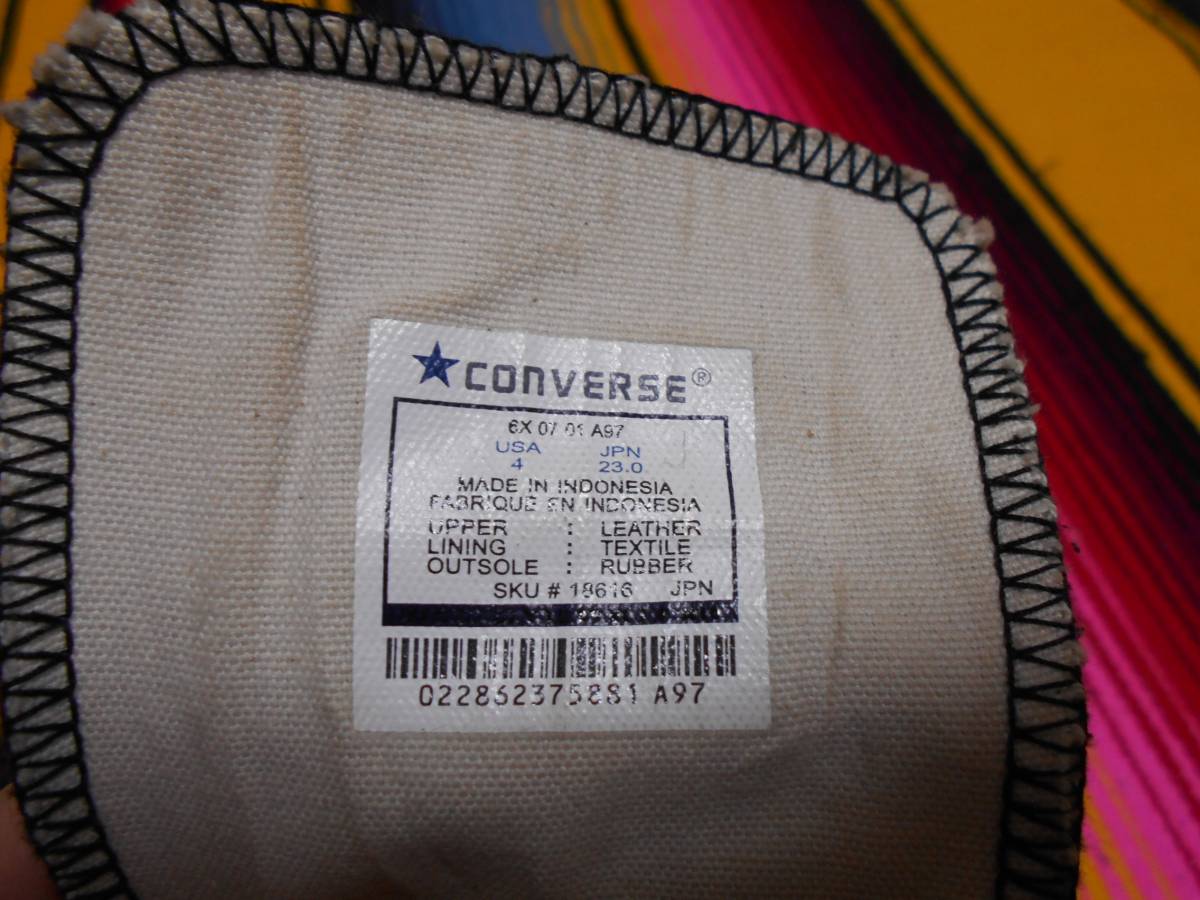 CONVERSE®
6X 07 01 A97
USA JPN
4 23.0
MADE IN INDONESIA
FABRIQUE EN INDONESIA
UPPER : LEATHER
LINING : TEXTILE
OUTSOLE : RUBBER
SKU # 18616 JPN
022862375881 A97